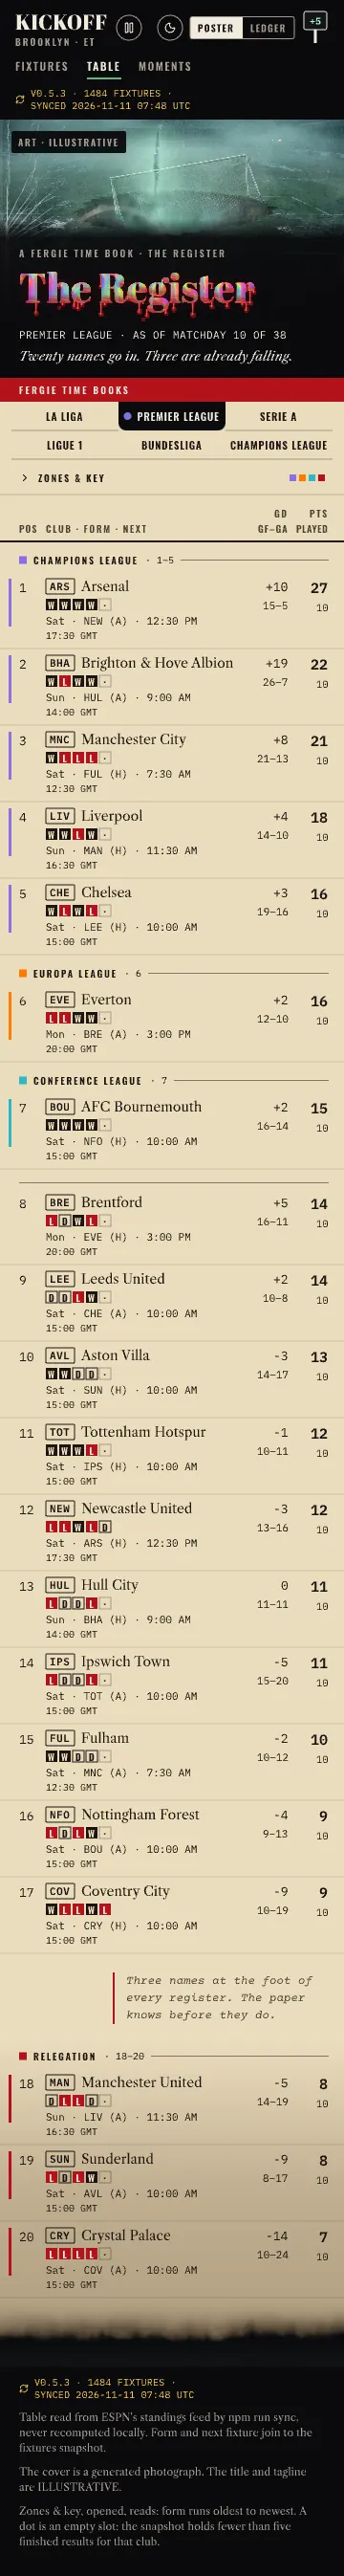 KICKOFF
BROOKLYN · ET
POSTER LEDGER
+5
FIXTURES TABLE MOMENTS
V0.5.3 · 1484 FIXTURES ·
SYNCED 2026-11-11 07:48 UTC
ART · ILLUSTRATIVE
A FERGIE TIME BOOK · THE REGISTER
The Register
PREMIER LEAGUE · AS OF MATCHDAY 10 OF 38
Twenty names go in. Three are already falling.
FERGIE TIME BOOKS
LA LIGA PREMIER LEAGUE SERIE A
LIGUE 1 BUNDESLIGA CHAMPIONS LEAGUE
ZONES & KEY
GD PTS
POS CLUB · FORM · NEXT GF–GA PLAYED
CHAMPIONS LEAGUE · 1–5
1 ARS Arsenal +10 27
W W W W · 15–5 10
Sat · NEW (A) · 12:30 PM
17:30 GMT
2 BHA Brighton & Hove Albion +19 22
W L W W · 26–7 10
Sun · HUL (A) · 9:00 AM
14:00 GMT
3 MNC Manchester City +8 21
W L L L · 21–13 10
Sat · FUL (H) · 7:30 AM
12:30 GMT
4 LIV Liverpool +4 18
W W L W · 14–10 10
Sun · MAN (H) · 11:30 AM
16:30 GMT
5 CHE Chelsea +3 16
W L W L · 19–16 10
Sat · LEE (H) · 10:00 AM
15:00 GMT
EUROPA LEAGUE · 6
6 EVE Everton +2 16
L L W W · 12–10 10
Mon · BRE (A) · 3:00 PM
20:00 GMT
CONFERENCE LEAGUE · 7
7 BOU AFC Bournemouth +2 15
W W W W · 16–14 10
Sat · NFO (H) · 10:00 AM
15:00 GMT
8 BRE Brentford +5 14
L D W L · 16–11 10
Mon · EVE (H) · 3:00 PM
20:00 GMT
9 LEE Leeds United +2 14
D D L W · 10–8 10
Sat · CHE (A) · 10:00 AM
15:00 GMT
10 AVL Aston Villa -3 13
W W D D · 14–17 10
Sat · SUN (H) · 10:00 AM
15:00 GMT
11 TOT Tottenham Hotspur -1 12
W W W L · 10–11 10
Sat · IPS (H) · 10:00 AM
15:00 GMT
12 NEW Newcastle United -3 12
L L W L D 13–16 10
Sat · ARS (H) · 12:30 PM
17:30 GMT
13 HUL Hull City 0 11
L D D L · 11–11 10
Sun · BHA (H) · 9:00 AM
14:00 GMT
14 IPS Ipswich Town -5 11
L D D L · 15–20 10
Sat · TOT (A) · 10:00 AM
15:00 GMT
15 FUL Fulham -2 10
W W D D · 10–12 10
Sat · MNC (A) · 7:30 AM
12:30 GMT
16 NFO Nottingham Forest -4 9
L D L W · 9–13 10
Sat · BOU (A) · 10:00 AM
15:00 GMT
17 COV Coventry City -9 9
W L L W L 10–19 10
Sat · CRY (H) · 10:00 AM
15:00 GMT
Three names at the foot of
every register. The paper
knows before they do.
RELEGATION · 18–20
18 MAN Manchester United -5 8
D L L D · 14–19 10
Sun · LIV (A) · 11:30 AM
16:30 GMT
19 SUN Sunderland -9 8
L D L W · 8–17 10
Sat · AVL (A) · 10:00 AM
15:00 GMT
20 CRY Crystal Palace -14 7
L L L L · 10–24 10
Sat · COV (A) · 10:00 AM
15:00 GMT
V0.5.3 · 1484 FIXTURES ·
SYNCED 2026-11-11 07:48 UTC
Table read from ESPN's standings feed by npm run sync,
never recomputed locally. Form and next fixture join to the
fixtures snapshot.
The cover is a generated photograph. The title and tagline
are ILLUSTRATIVE.
Zones & key, opened, reads: form runs oldest to newest. A
dot is an empty slot: the snapshot holds fewer than five
finished results for that club.